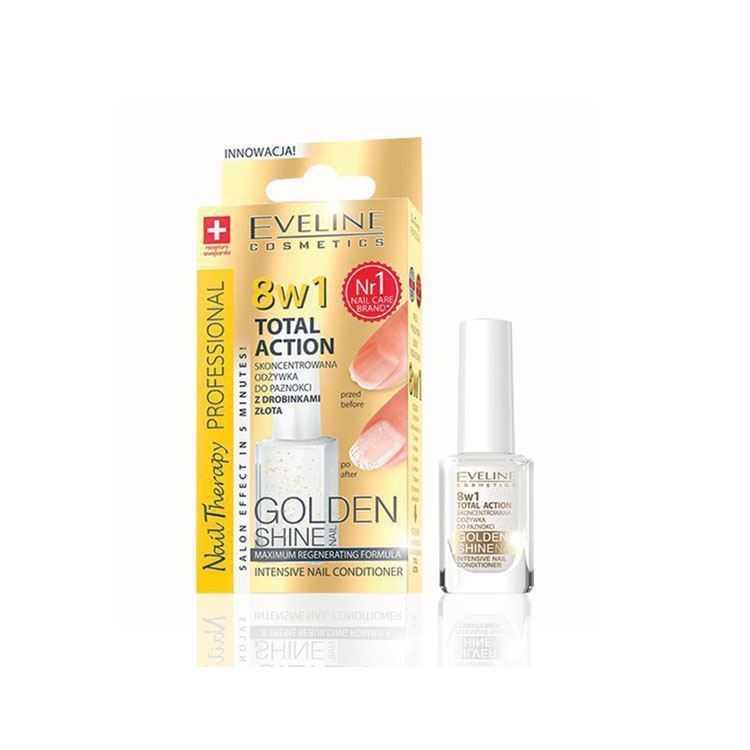 INNOWACJA!
EVELINE
COSMETICS
8w1
TOTAL
ACTION
SKONCENTROWANA
ODŻYWKA
DO PAZNOKCI
Z DROBINKAMI
ZŁOTA
Nr1
NAIL CARE
BRAND*
przed
before
po
after
GOLDEN
SHINE NAIL
MAXIMUM REGENERATING FORMULA
INTENSIVE NAIL CONDITIONER
Nail Therapy PROFESSIONAL
SALON EFFECT IN 5 MINUTES!
8w1
EVELINE
COSMETICS
8w1
TOTAL ACTION
SKONCENTROWANA
ODŻYWKA
DO PAZNOKCI
GOLDEN
SHINE
INTENSIVE NAIL
CONDITIONER